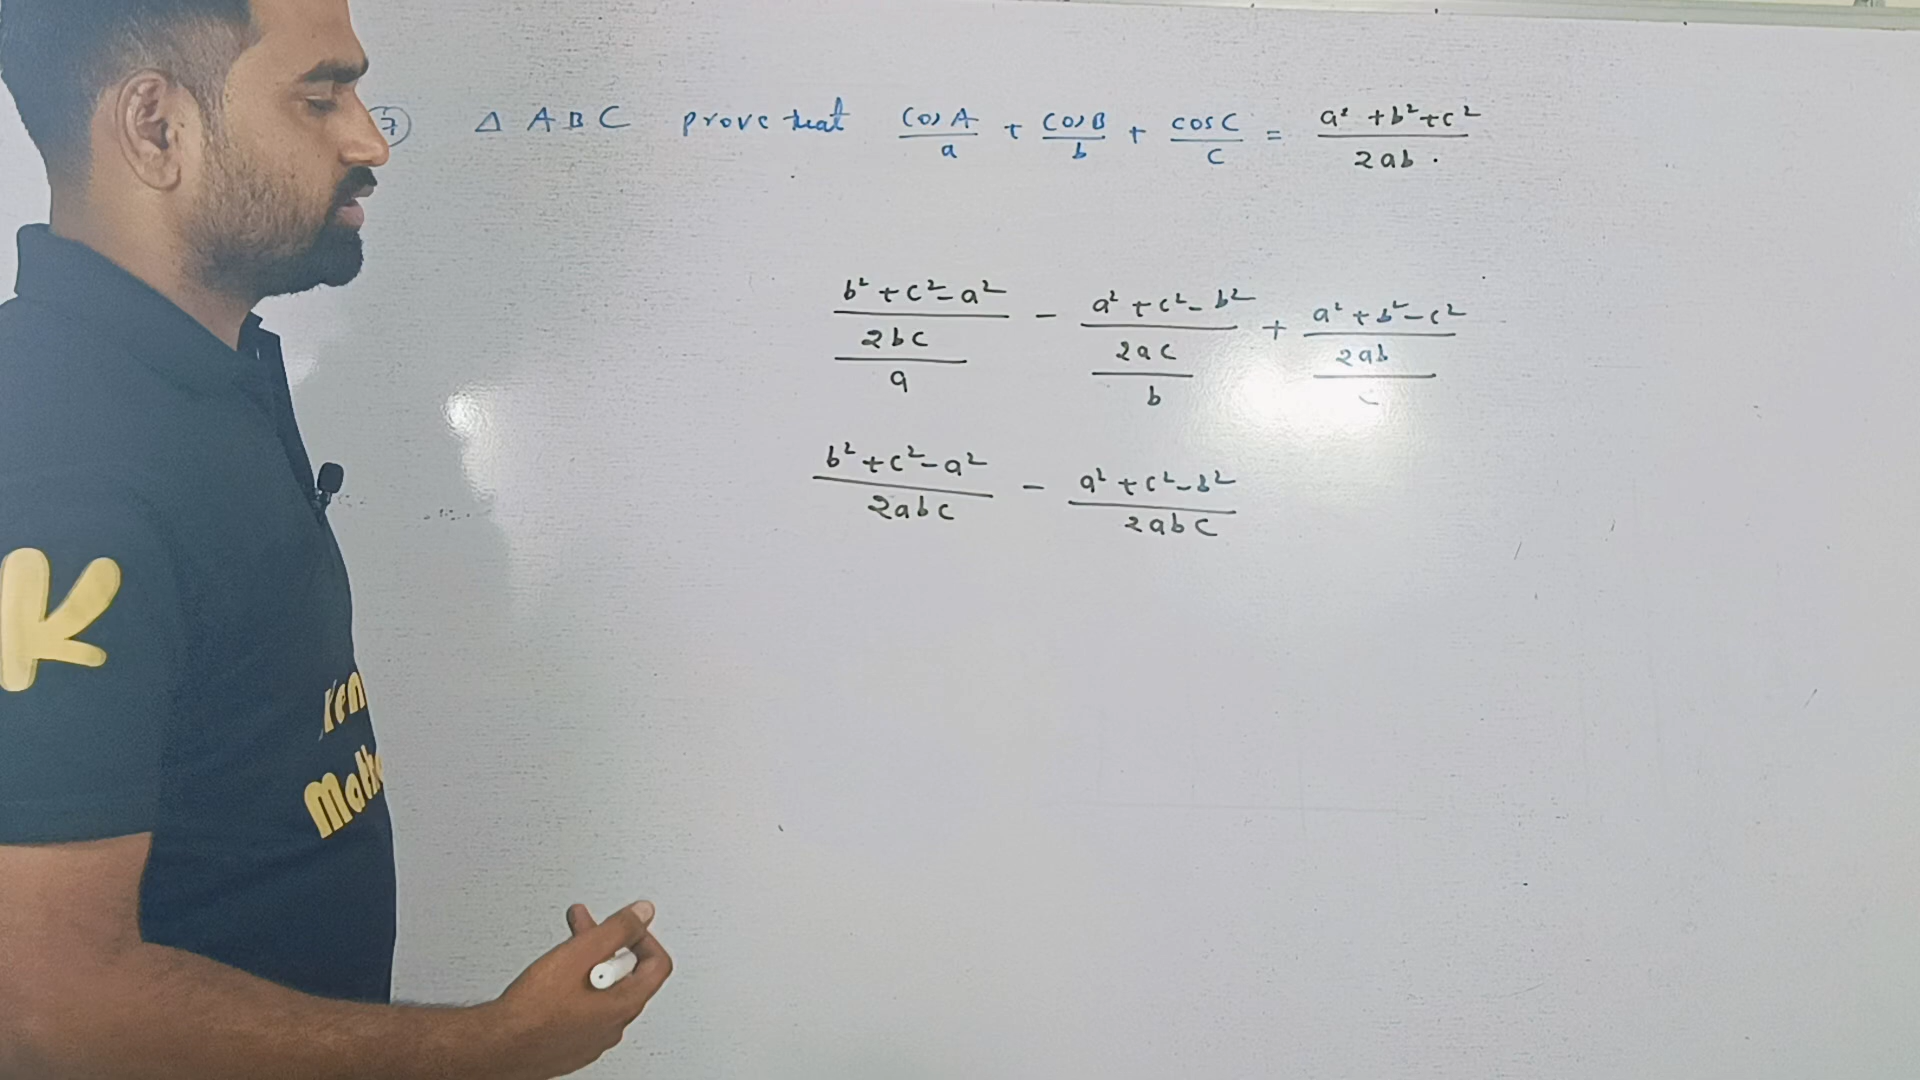 ⑦ Δ ABC prove that cosA/a + cosB/b + cosC/c = a² + b² + c² / 2ab.
b² + c² - a² / 2bc / a - a² + c² - b² / 2ac / b + a² + b² - c² / 2ab / c
b² + c² - a² / 2abc - a² + c² - b² / 2abc
K